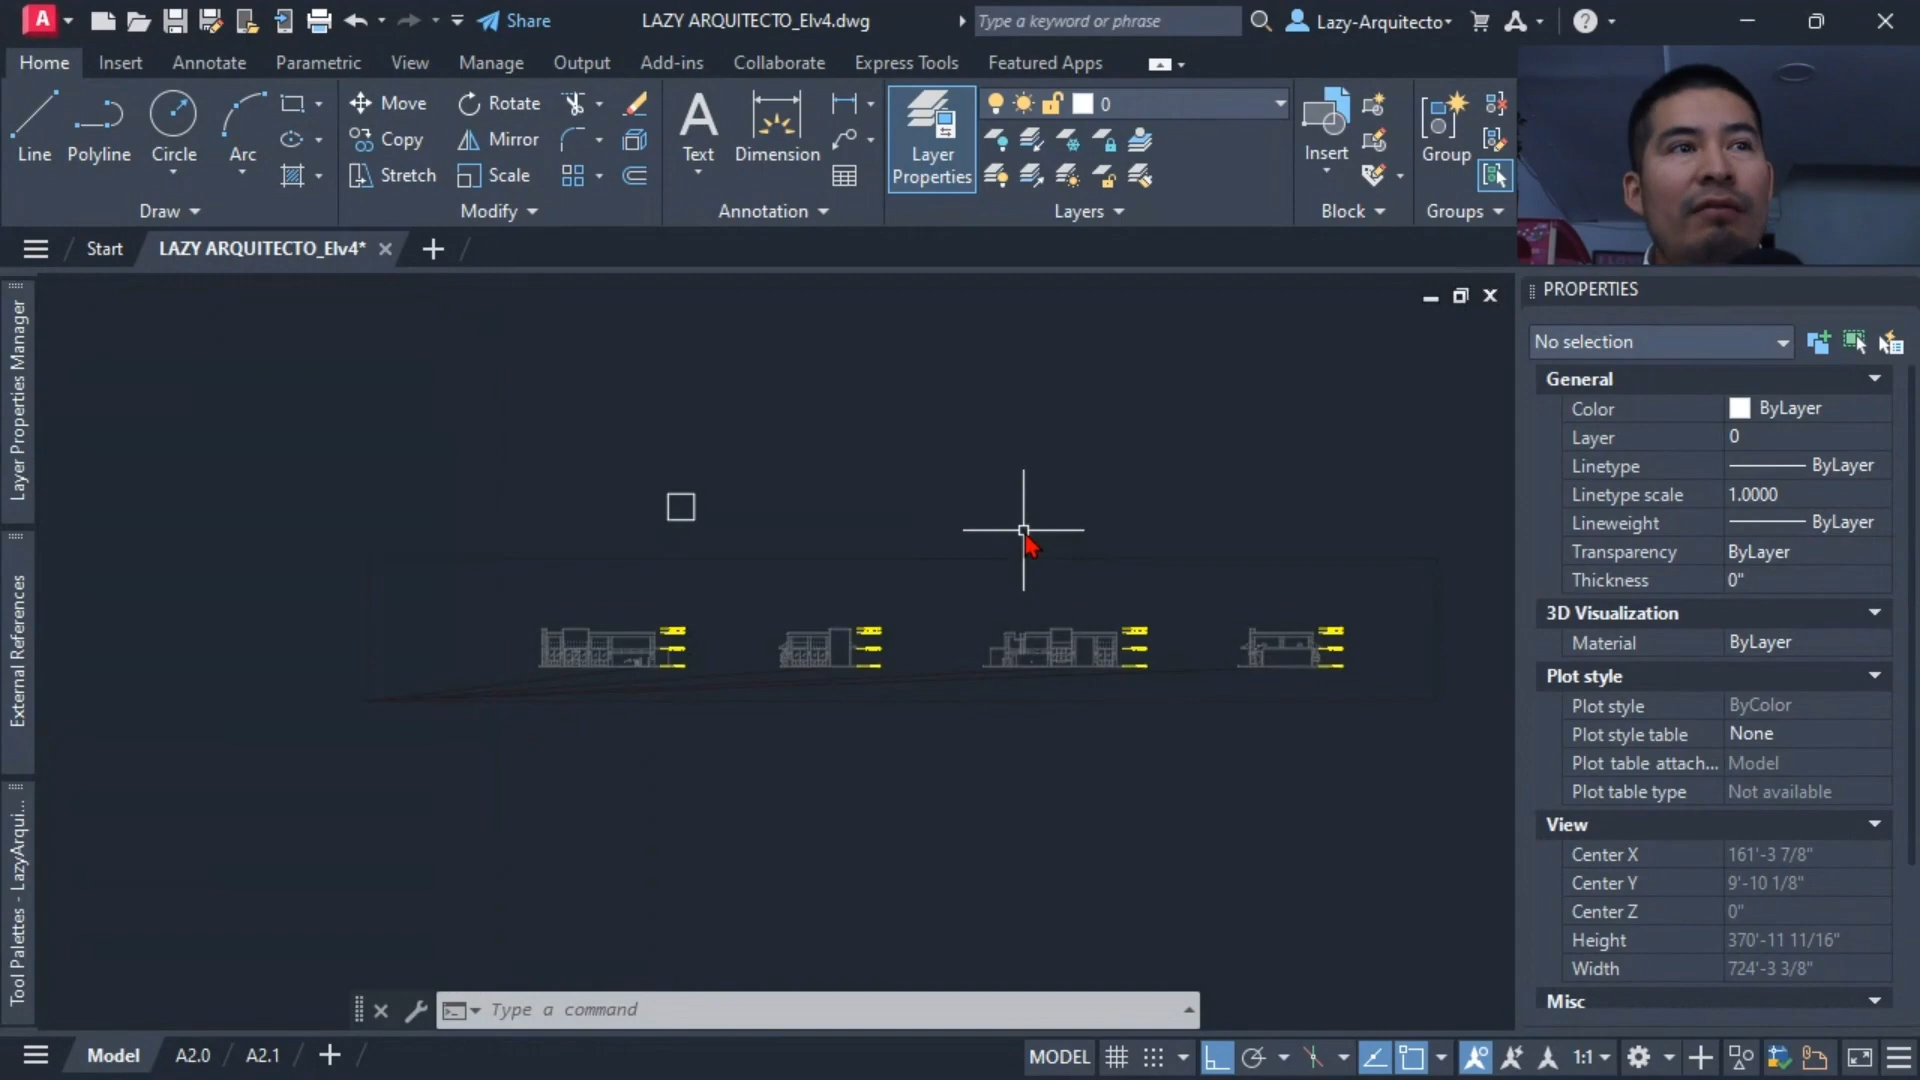 A
Share
LAZY ARQUITECTO_Elv4.dwg
Type a keyword or phrase
Lazy-Arquitecto
Home
Insert
Annotate
Parametric
View
Manage
Output
Add-ins
Collaborate
Express Tools
Featured Apps
Line
Polyline
Circle
Arc
Move
Copy
Stretch
Rotate
Mirror
Scale
Text
Dimension
Layer
Properties
0
Insert
Group
Draw
Modify
Annotation
Layers
Block
Groups
Start
LAZY ARQUITECTO_Elv4*
Layer Properties Manager
External References
Tool Palettes - LazyArqui...
PROPERTIES
No selection
General
Color ByLayer
Layer 0
Linetype ByLayer
Linetype scale 1.0000
Lineweight ByLayer
Transparency ByLayer
Thickness 0"
3D Visualization
Material ByLayer
Plot style
Plot style ByColor
Plot style table None
Plot table attach... Model
Plot table type Not available
View
Center X 161'-3 7/8"
Center Y 9'-10 1/8"
Center Z 0"
Height 370'-11 11/16"
Width 724'-3 3/8"
Misc
Type a command
Model
A2.0
A2.1
MODEL
1:1